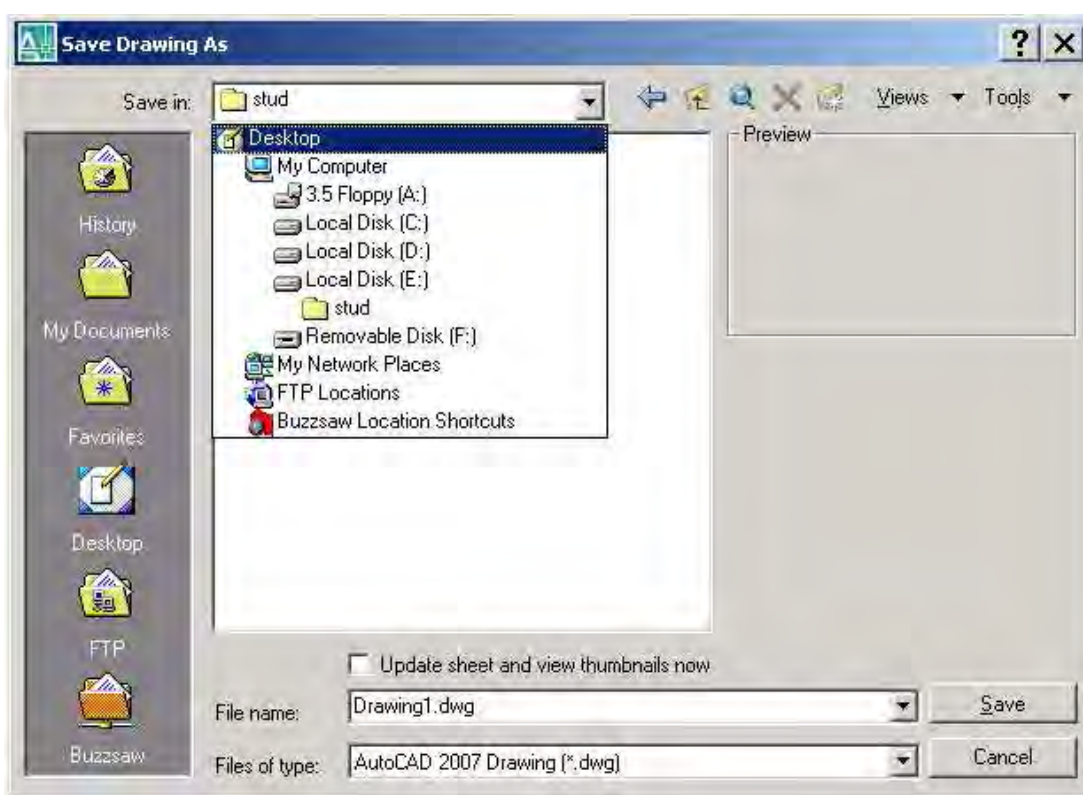 Save Drawing As
Save in: stud Views Tools
Desktop
My Computer
3.5 Floppy (A:)
Local Disk (C:)
Local Disk (D:)
Local Disk (E:)
stud
Removable Disk (F:)
My Network Places
FTP Locations
Buzzsaw Location Shortcuts
Preview
History
My Documents
Favorites
Desktop
FTP
Buzzsaw
Update sheet and view thumbnails now
File name: Drawing1.dwg Save
Files of type: AutoCAD 2007 Drawing (*.dwg) Cancel